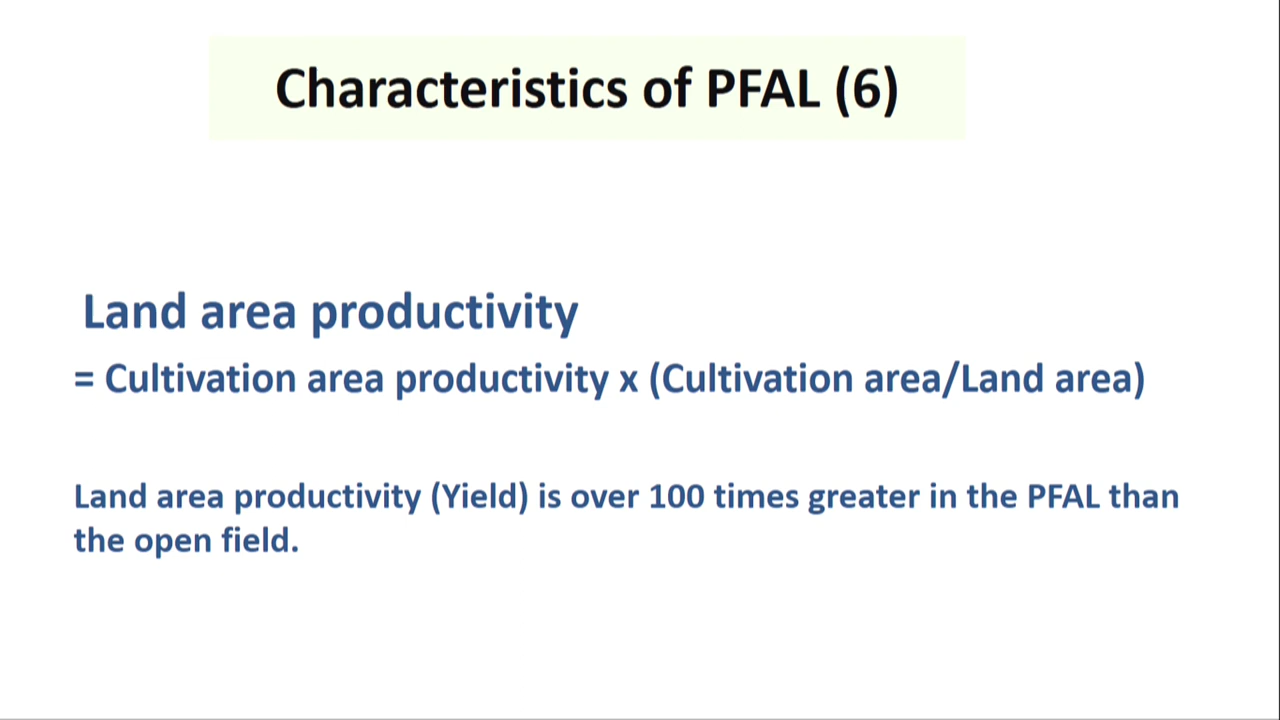 Characteristics of PFAL (6)
Land area productivity
= Cultivation area productivity x (Cultivation area/Land area)
Land area productivity (Yield) is over 100 times greater in the PFAL than
the open field.